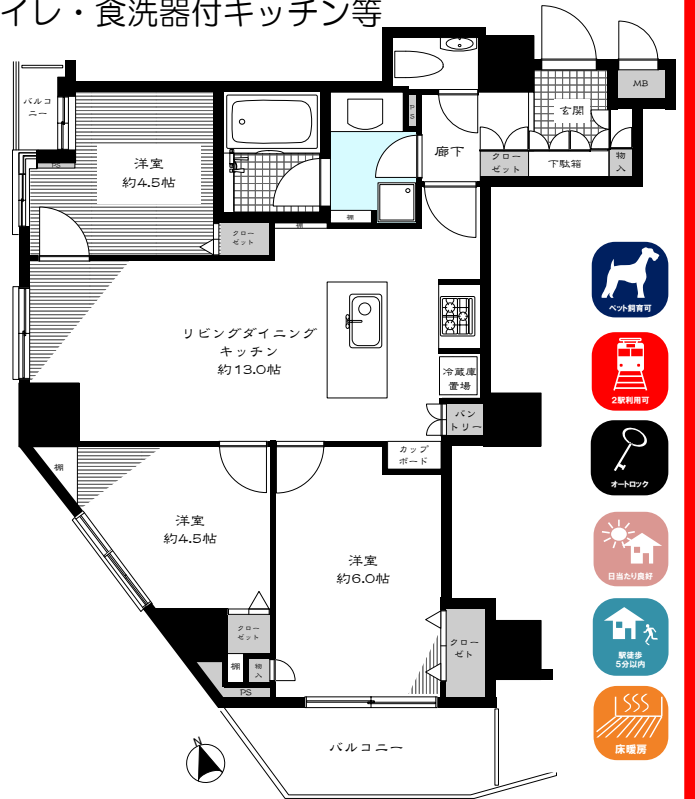 イレ・食洗器付キッチン等
MB
バルコ
ニー
玄関
PS
廊下
洋室
約4.5帖
PS
クロー
ゼット
下駄箱
物
入
棚
クロー
ゼット
棚
ペット飼育可
リビングダイニング
キッチン
約13.0帖
冷蔵庫
置場
2駅利用可
パン
トリー
カップ
ボード
棚
オートロック
洋室
約4.5帖
洋室
約6.0帖
日当たり良好
クロー
ゼット
クロー
ゼト
棚
物
入
PS
駅徒歩
5分以内
バルコニー
N
床暖房